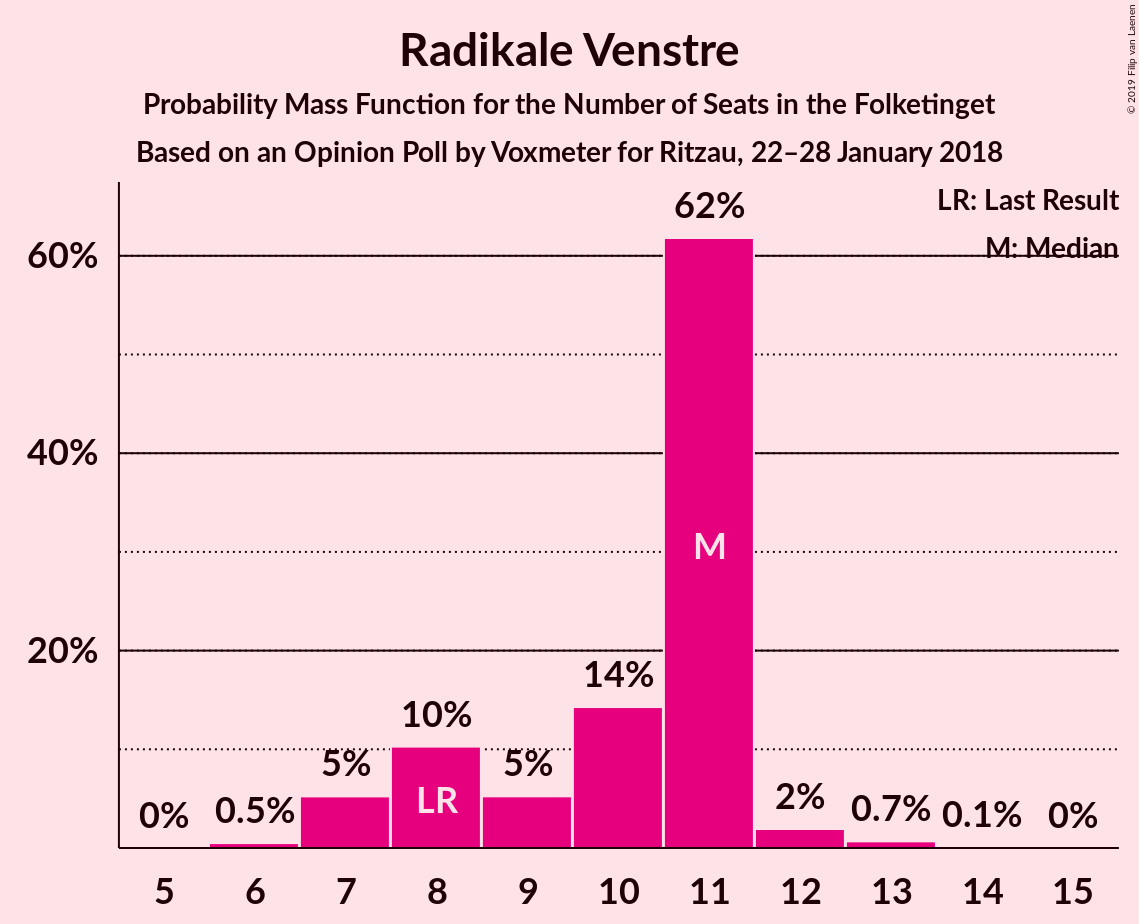 Radikale Venstre
Probability Mass Function for the Number of Seats in the Folketinget
Based on an Opinion Poll by Voxmeter for Ritzau, 22–28 January 2018
© 2019 Filip van Laenen
LR: Last Result
M: Median
60%
40%
20%
0%
0.5%
5%
10%
5%
14%
62%
2%
0.7%
0.1%
0%
LR
M
5 6 7 8 9 10 11 12 13 14 15